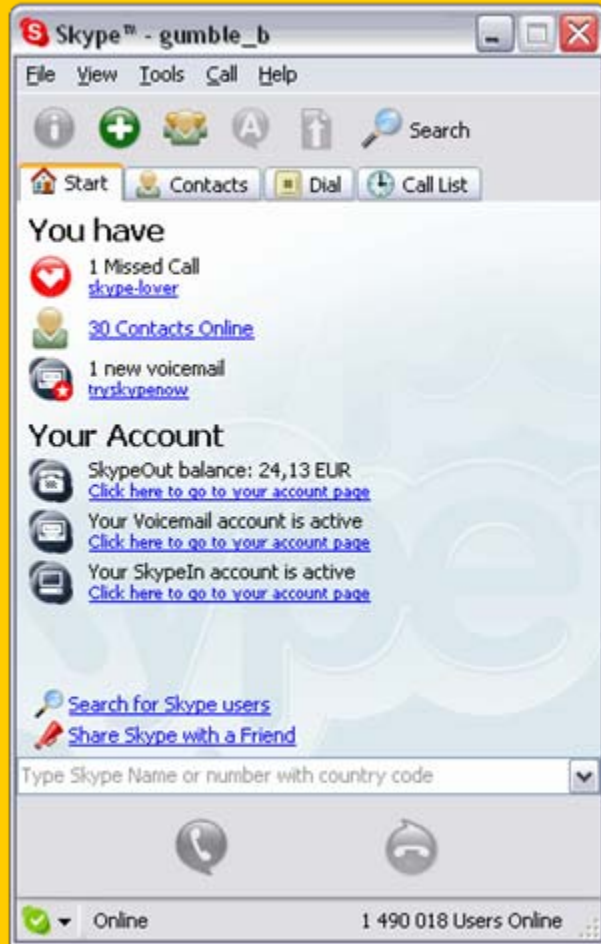 Skype™ - gumble_b
File View Tools Call Help
Search
Start Contacts Dial Call List
You have
1 Missed Call
skype-lover
30 Contacts Online
1 new voicemail
tryskypenow
Your Account
SkypeOut balance: 24,13 EUR
Click here to go to your account page
Your Voicemail account is active
Click here to go to your account page
Your SkypeIn account is active
Click here to go to your account page
Search for Skype users
Share Skype with a Friend
Type Skype Name or number with country code
Online 1 490 018 Users Online